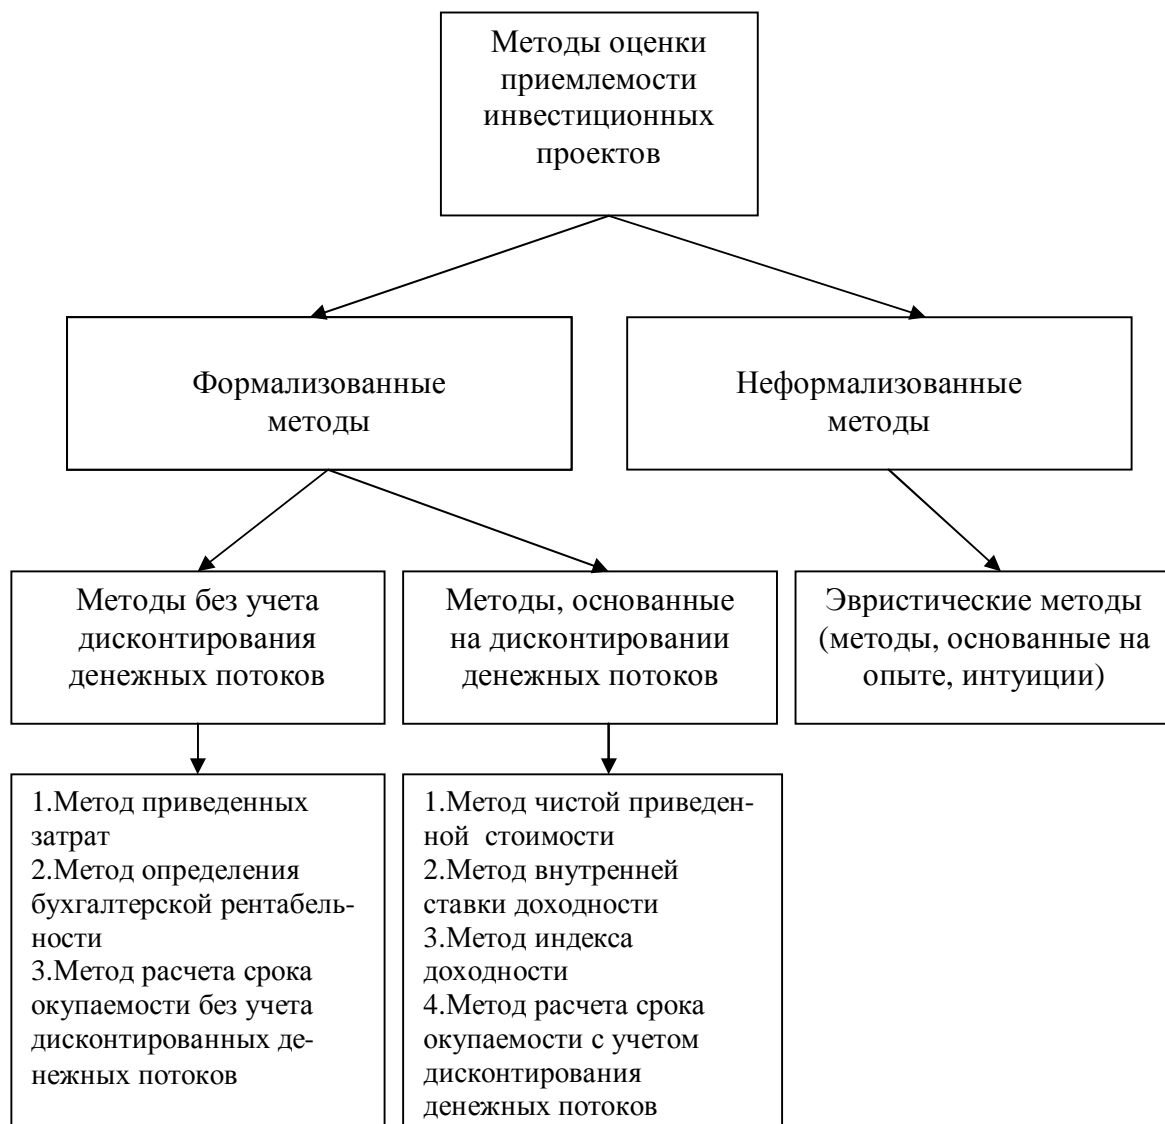 Методы оценки
приемлемости
инвестиционных
проектов
Формализованные
методы
Неформализованные
методы
Методы без учета
дисконтирования
денежных потоков
Методы, основанные
на дисконтировании
денежных потоков
Эвристические методы
(методы, основанные на
опыте, интуиции)
1.Метод приведенных
затрат
2.Метод определения
бухгалтерской рентабель-
ности
3.Метод расчета срока
окупаемости без учета
дисконтированных де-
нежных потоков
1.Метод чистой приведен-
ной стоимости
2.Метод внутренней
ставки доходности
3.Метод индекса
доходности
4.Метод расчета срока
окупаемости с учетом
дисконтирования
денежных потоков